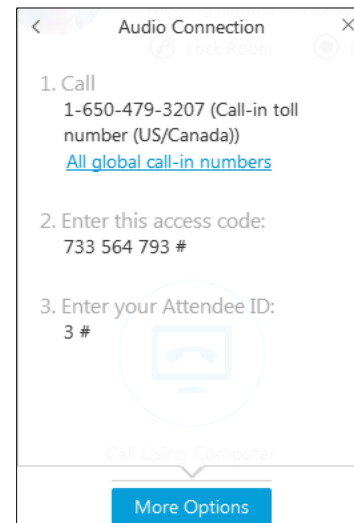 Audio Connection
Lock Room
1. Call
1-650-479-3207 (Call-in toll
number (US/Canada))
All global call-in numbers
2. Enter this access code:
733 564 793 #
3. Enter your Attendee ID:
3 #
Call Using Computer
More Options